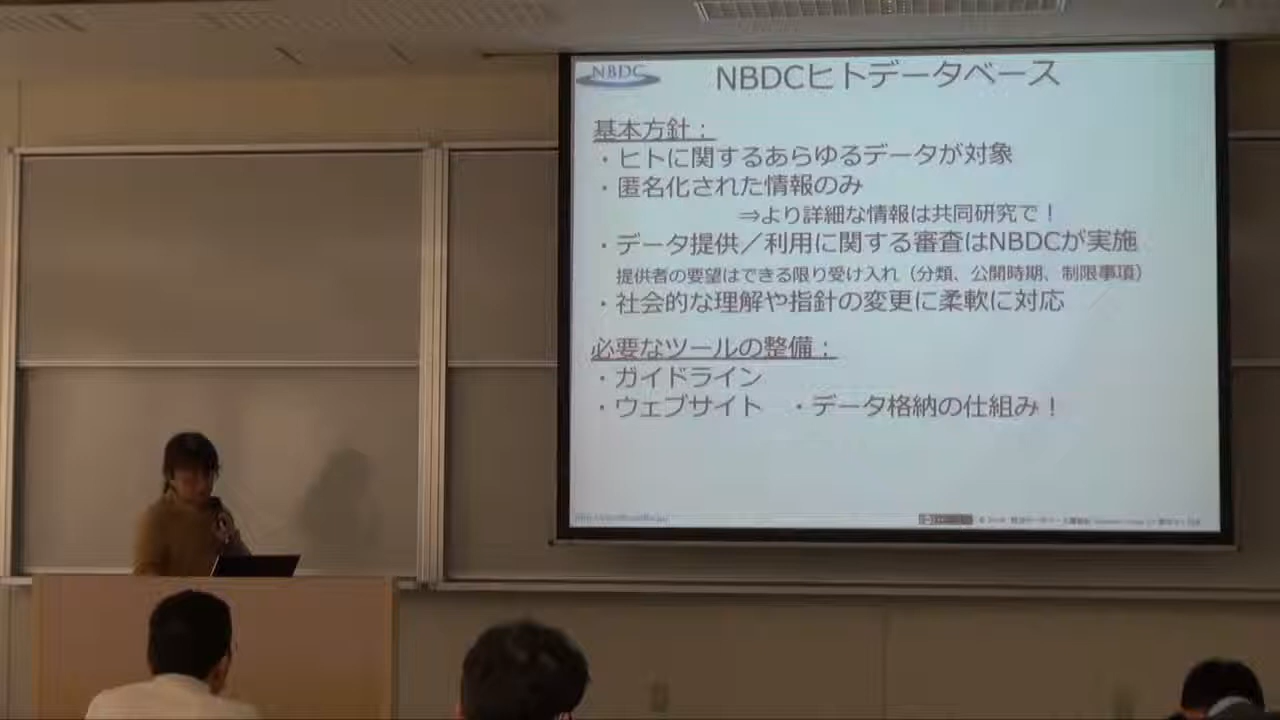 NBDC
NBDCヒトデータベース
基本方針：
・ヒトに関するあらゆるデータが対象
・匿名化された情報のみ
⇒より詳細な情報は共同研究で！
・データ提供／利用に関する審査はNBDCが実施
提供者の要望はできる限り受け入れ（分類、公開時期、制限事項）
・社会的な理解や指針の変更に柔軟に対応
必要なツールの整備：
・ガイドライン
・ウェブサイト ・データ格納の仕組み！